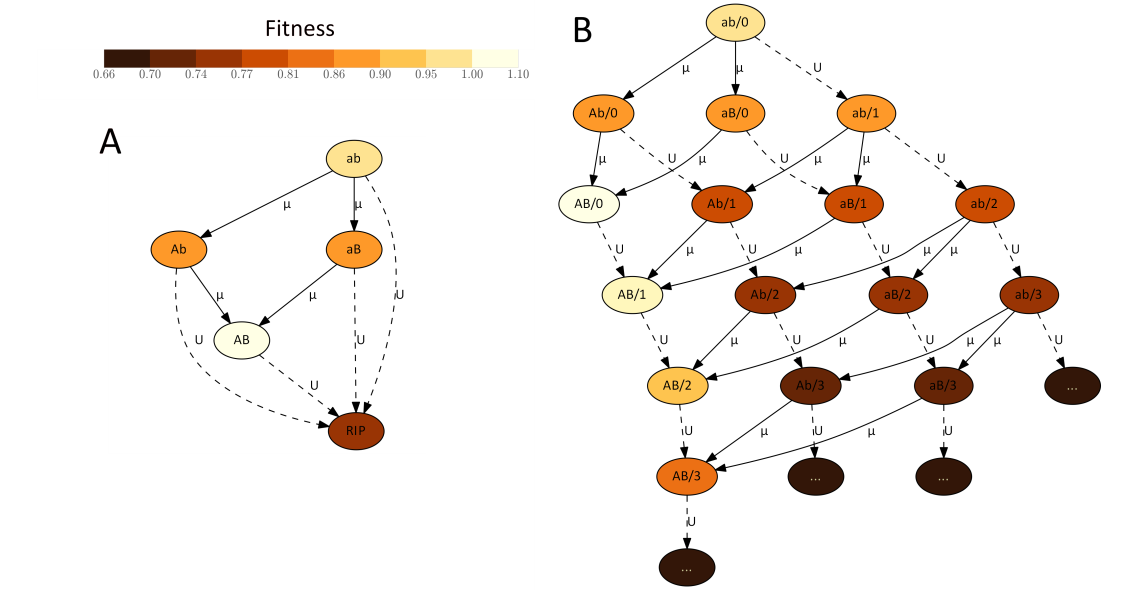 Fitness
0.66 0.70 0.74 0.77 0.81 0.86 0.90 0.95 1.00 1.10
A
ab
μ μ
Ab aB
μ μ U
U AB U
U
RIP
B
ab/0
μ μ U
Ab/0 aB/0 ab/1
μ U μ U μ μ U
AB/0 Ab/1 aB/1 ab/2
U μ U μ U μ μ U
AB/1 Ab/2 aB/2 ab/3
U μ U μ U μ μ U
AB/2 Ab/3 aB/3 ...
U μ U μ U
AB/3 ... ...
U
...